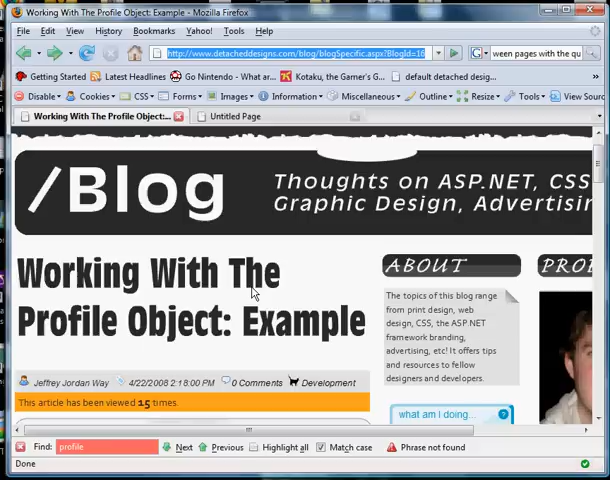 Working With The Profile Object: Example - Mozilla Firefox
File Edit View History Bookmarks Yahoo! Tools Help
http://www.detacheddesigns.com/blog/blogSpecific.aspx?BlogId=16
ween pages with the qu
Getting Started Latest Headlines Go Nintendo - What ar... Kotaku, the Gamer's G... default detached desig...
Disable Cookies CSS Forms Images Information Miscellaneous Outline Resize Tools View Sourc
Working With The Profile Object:... Untitled Page
/Blog
Thoughts on ASP.NET, CSS
Graphic Design, Advertisin
Working With The
Profile Object: Example
Jeffrey Jordan Way 4/22/2008 2:18:00 PM 0 Comments Development
This article has been viewed 15 times.
ABOUT
The topics of this blog range
from print design, web
design, CSS, the ASP.NET
framework branding,
advertising, etc! It offers tips
and resources to fellow
designers and developers.
what am I doing...
Find: profile Next Previous Highlight all Match case Phrase not found
Done